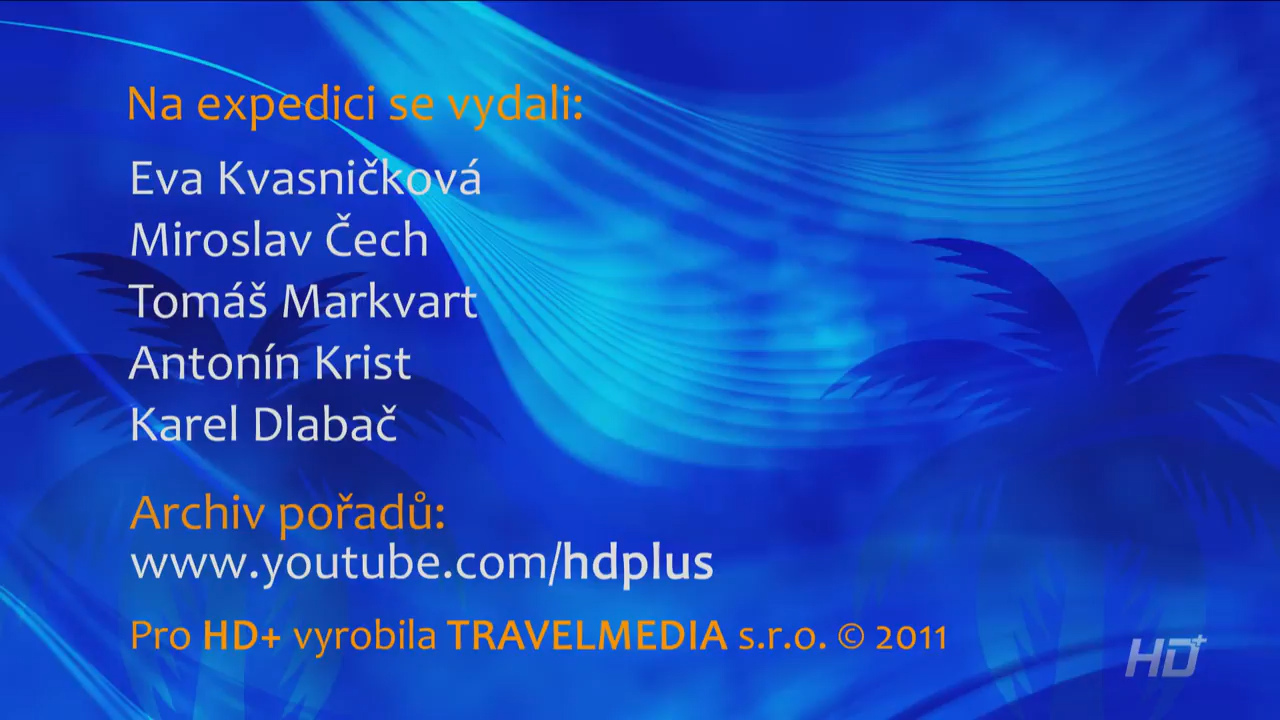 Na expedici se vydali:
Eva Kvasničková
Miroslav Čech
Tomáš Markvart
Antonín Krist
Karel Dlabač
Archiv pořadů:
www.youtube.com/hdplus
Pro HD+ vyrobila TRAVELMEDIA s.r.o. © 2011
HD+